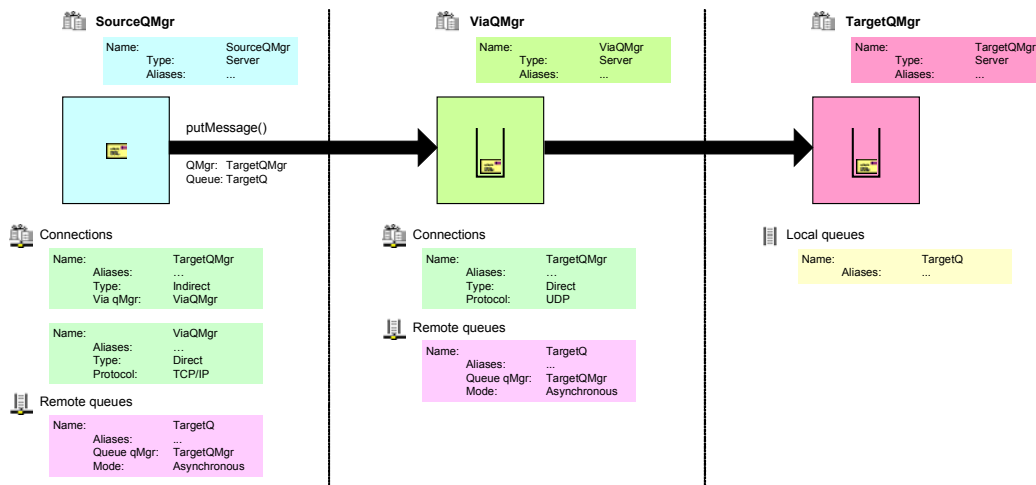 SourceQMgr
Name: SourceQMgr
Type: Server
Aliases: ...
putMessage()
QMgr: TargetQMgr
Queue: TargetQ
Connections
Name: TargetQMgr
Aliases: ...
Type: Indirect
Via qMgr: ViaQMgr
Name: ViaQMgr
Aliases: ...
Type: Direct
Protocol: TCP/IP
Remote queues
Name: TargetQ
Aliases: ...
Queue qMgr: TargetQMgr
Mode: Asynchronous
ViaQMgr
Name: ViaQMgr
Type: Server
Aliases: ...
Connections
Name: TargetQMgr
Aliases: ...
Type: Direct
Protocol: UDP
Remote queues
Name: TargetQ
Aliases: ...
Queue qMgr: TargetQMgr
Mode: Asynchronous
TargetQMgr
Name: TargetQMgr
Type: Server
Aliases: ...
Local queues
Name: TargetQ
Aliases: ...